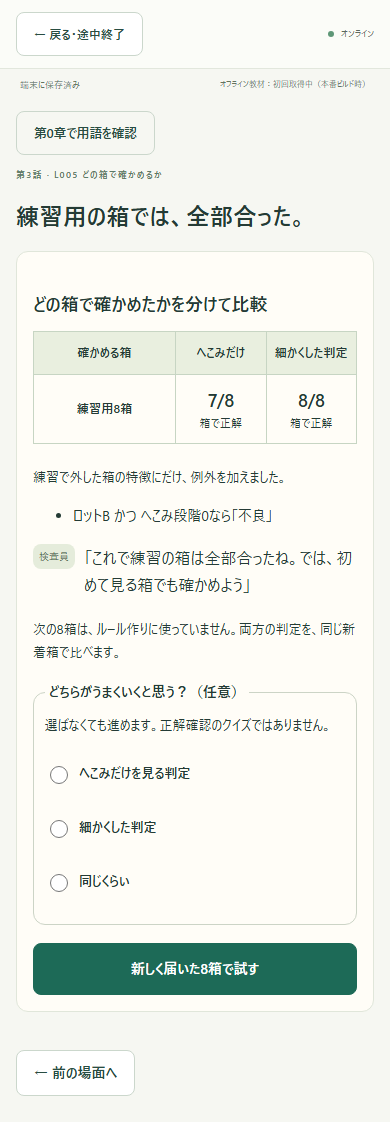 ← 戻る・途中終了
オンライン
端末に保存済み
オフライン教材：初回取得中（本番ビルド時）
第0章で用語を確認
第3話 · L005 どの箱で確かめるか
練習用の箱では、全部合った。
どの箱で確かめたかを分けて比較
確かめる箱 へこみだけ 細かくした判定
練習用8箱 7/8 箱で正解 8/8 箱で正解
練習で外した箱の特徴にだけ、例外を加えました。
• ロットB かつ へこみ段階0なら「不良」
検査員 「これで練習の箱は全部合ったね。では、初
めて見る箱でも確かめよう」
次の8箱は、ルール作りに使っていません。両方の判定を、同じ新
着箱で比べます。
どちらがうまくいくと思う？（任意）
選ばなくても進めます。正解確認のクイズではありません。
へこみだけを見る判定
細かくした判定
同じくらい
新しく届いた8箱で試す
← 前の場面へ